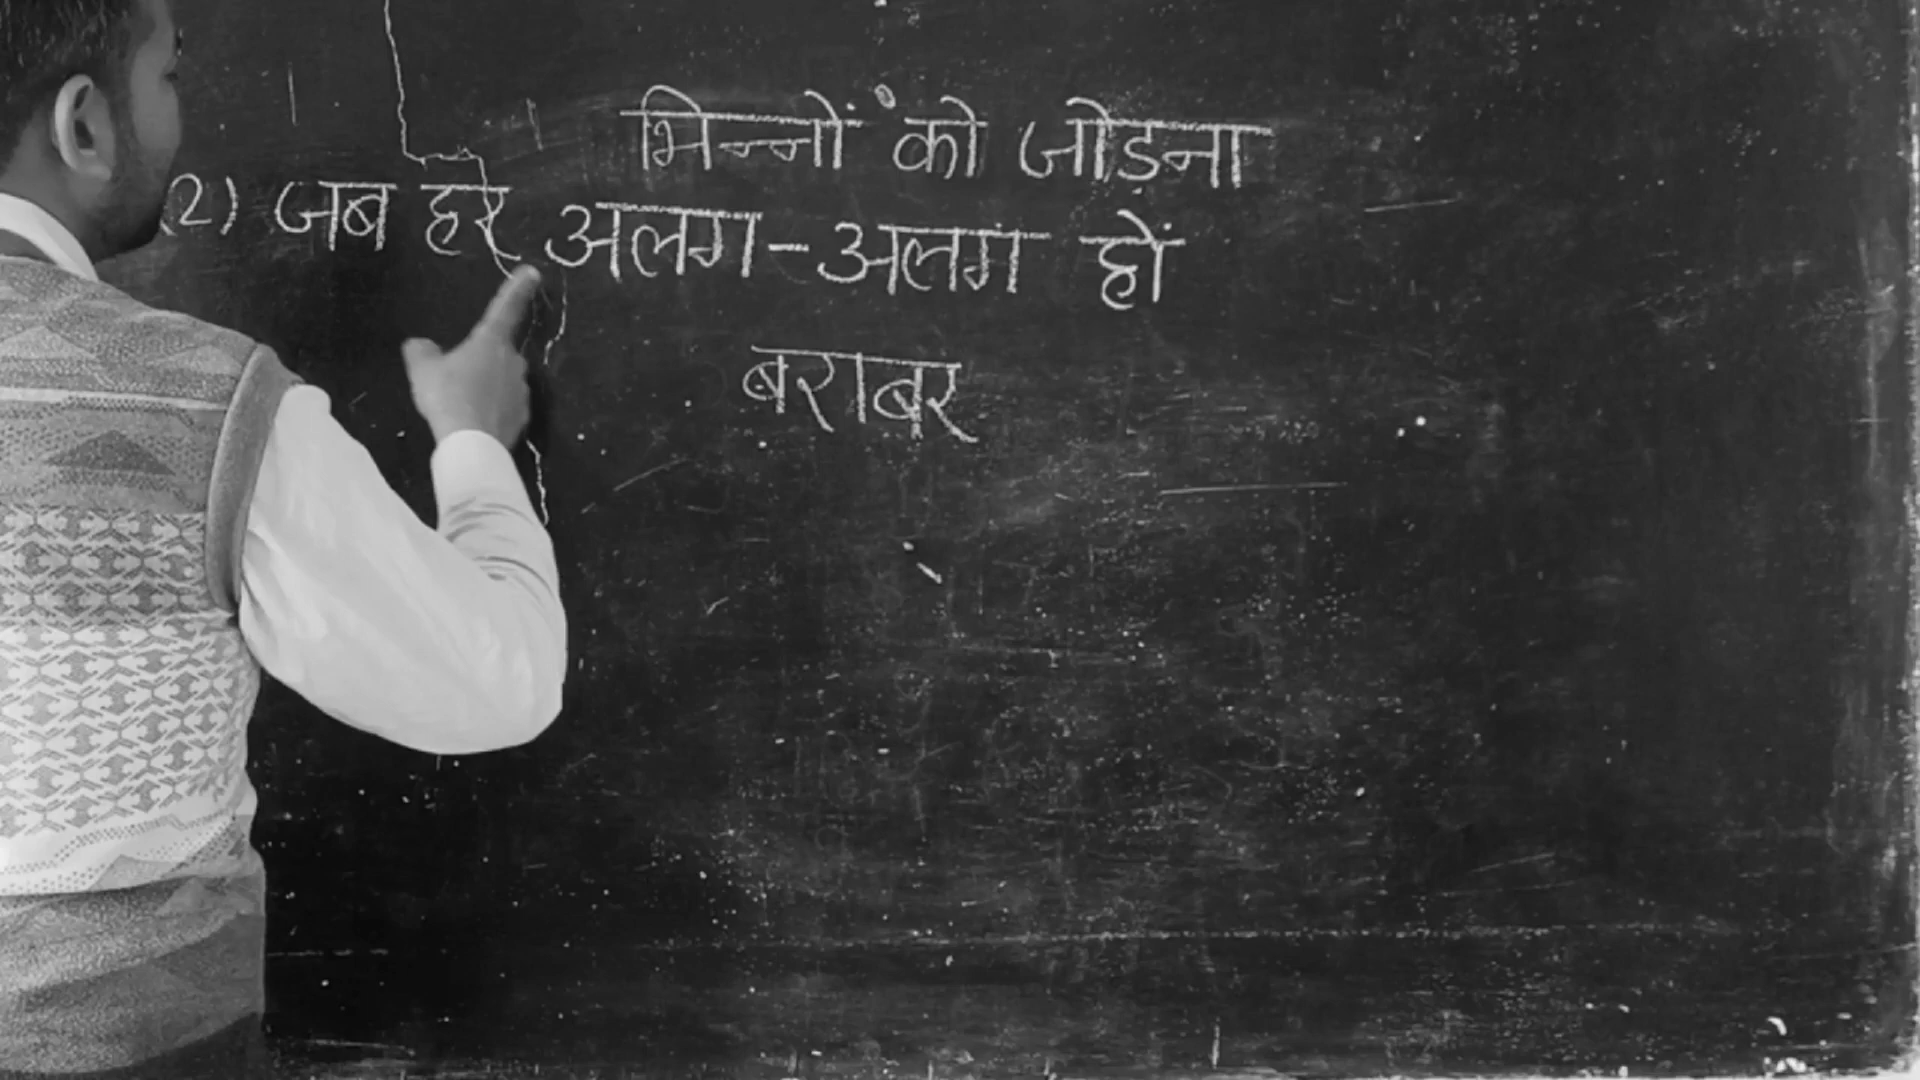 भिन्नों को जोड़ना
(2) जब हर अलग-अलग हों
बराबर